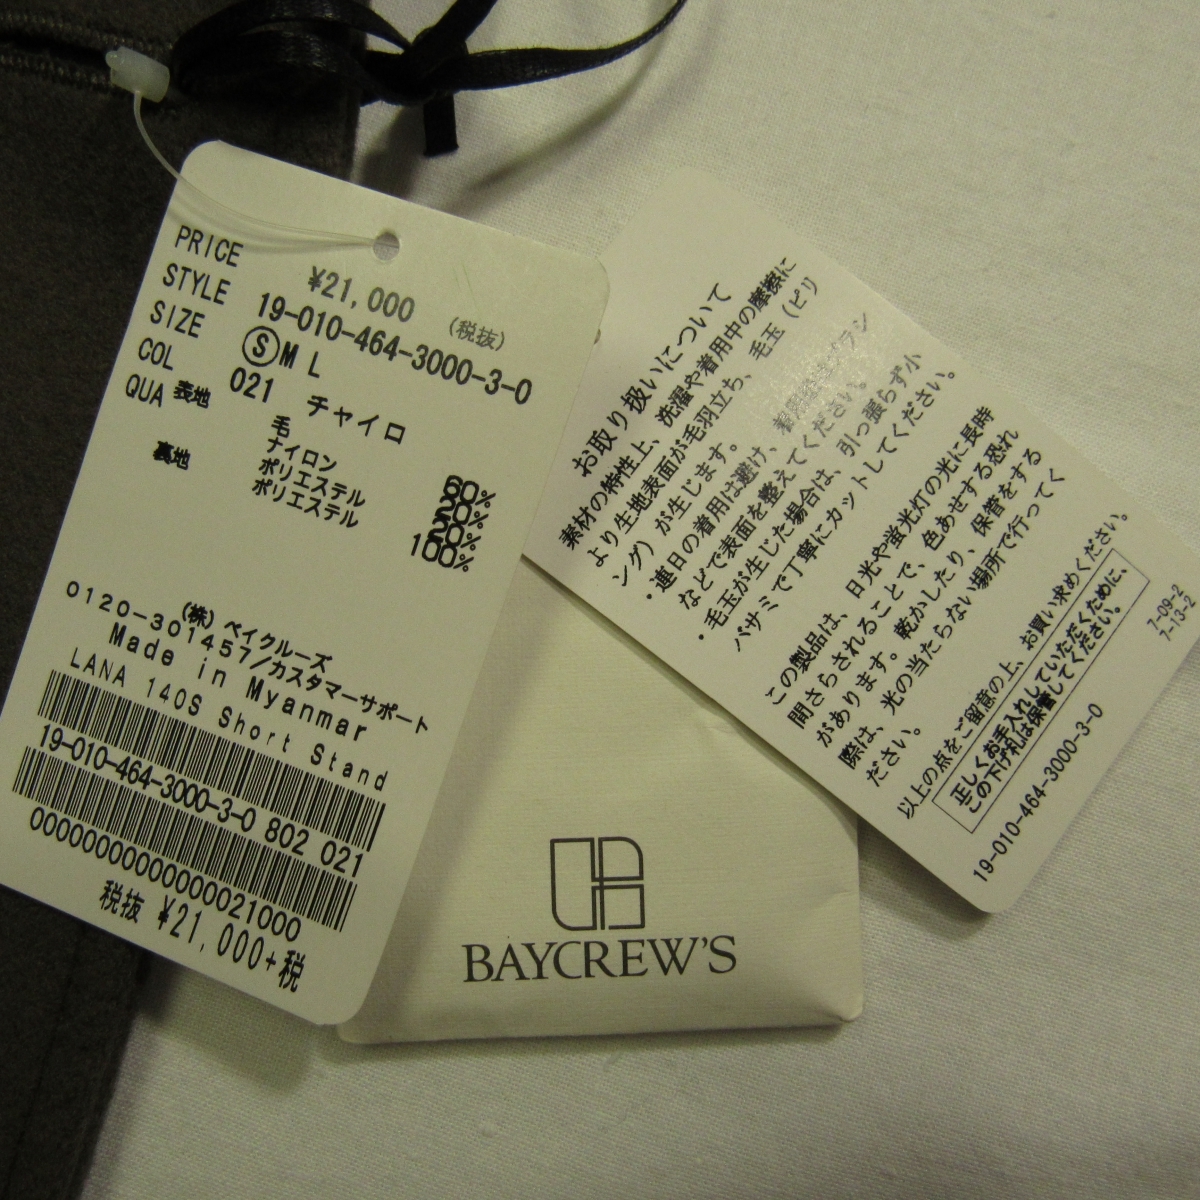 PRICE ¥21,000 (税抜)
STYLE 19-010-464-3000-3-0
SIZE Ⓢ M L
COL 021 チャイロ
QUA 表地 毛 60%
ナイロン 20%
ポリエステル 20%
裏地 ポリエステル 100%
(株)ベイクルーズ
0120-301457/カスタマーサポート
Made in Myanmar
LANA 140S Short Stand
19-010-464-3000-3-0 802 021
0000000000000021000
税抜 ¥21,000+税
お取り扱いについて
素材の特性上、洗濯や着用中の摩擦に
より生地表面が毛羽立ち、毛玉(ピリ
ング)が生じます。
・連日の着用は避け、着用後はブラシ
などで表面を整えてください。
・毛玉が生じた場合は、引っ張らず小
バサミで丁寧にカットしてください。
この製品は、日光や蛍光灯の光に長時
間さらされることで、色あせする恐れ
があります。乾かしたり、保管をする
際は、光の当たらない場所で行ってく
ださい。
以上の点をご留意の上、お買い求めください。
正しくお手入れしていただくために、
この下げ札は保管してください。
7-09-2
7-13-2
19-010-464-3000-3-0
BAYCREW'S